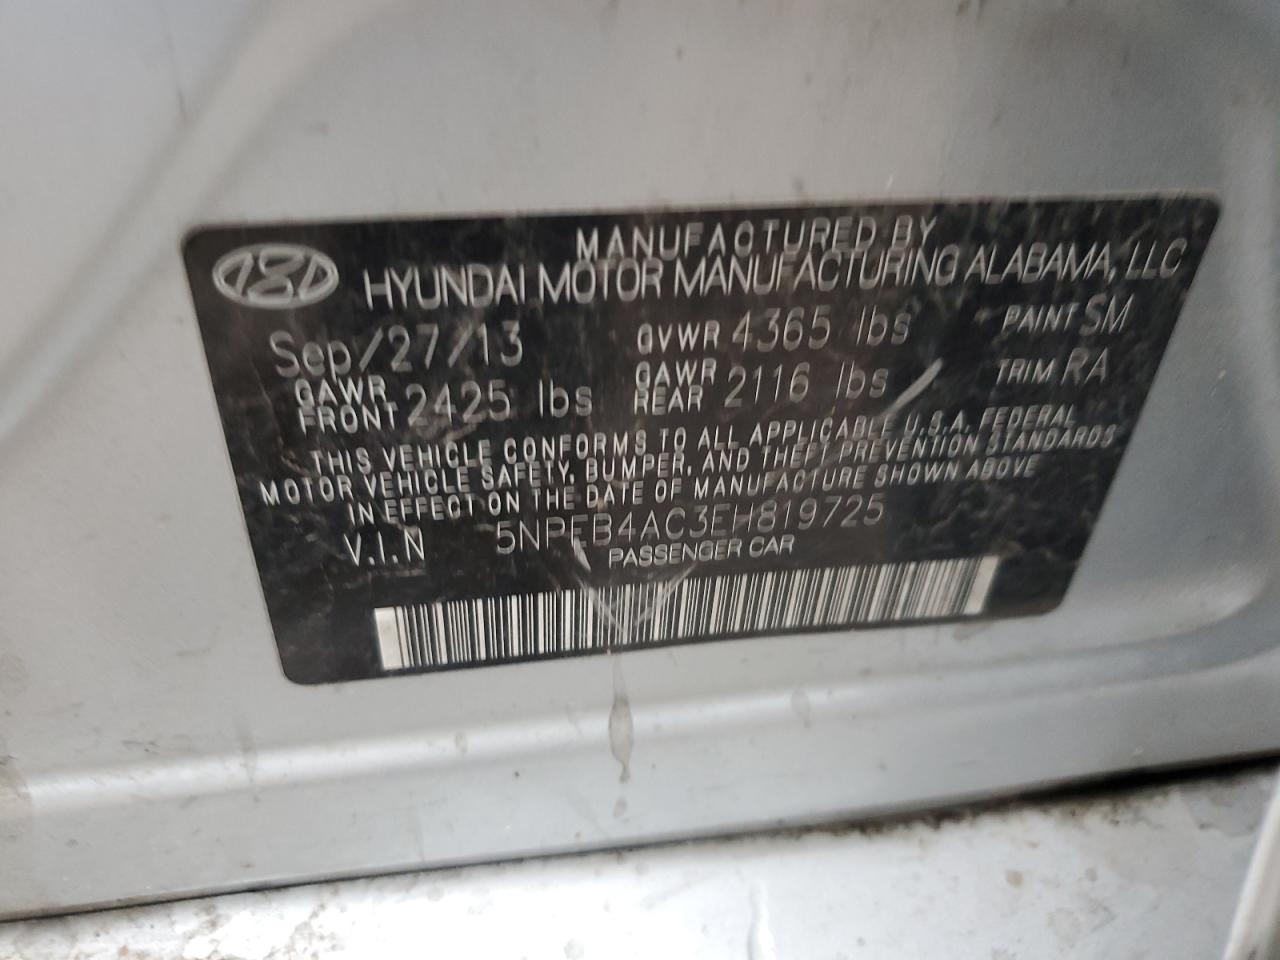 MANUFACTURED BY
HYUNDAI MOTOR MANUFACTURING ALABAMA, LLC
Sep/27/13 GVWR 4365 lbs PAINT SM
GAWR FRONT 2425 lbs GAWR REAR 2116 lbs TRIM RA
THIS VEHICLE CONFORMS TO ALL APPLICABLE U.S.A. FEDERAL
MOTOR VEHICLE SAFETY, BUMPER, AND THEFT PREVENTION STANDARDS
IN EFFECT ON THE DATE OF MANUFACTURE SHOWN ABOVE
V.I.N 5NPEB4AC3EH819725
PASSENGER CAR